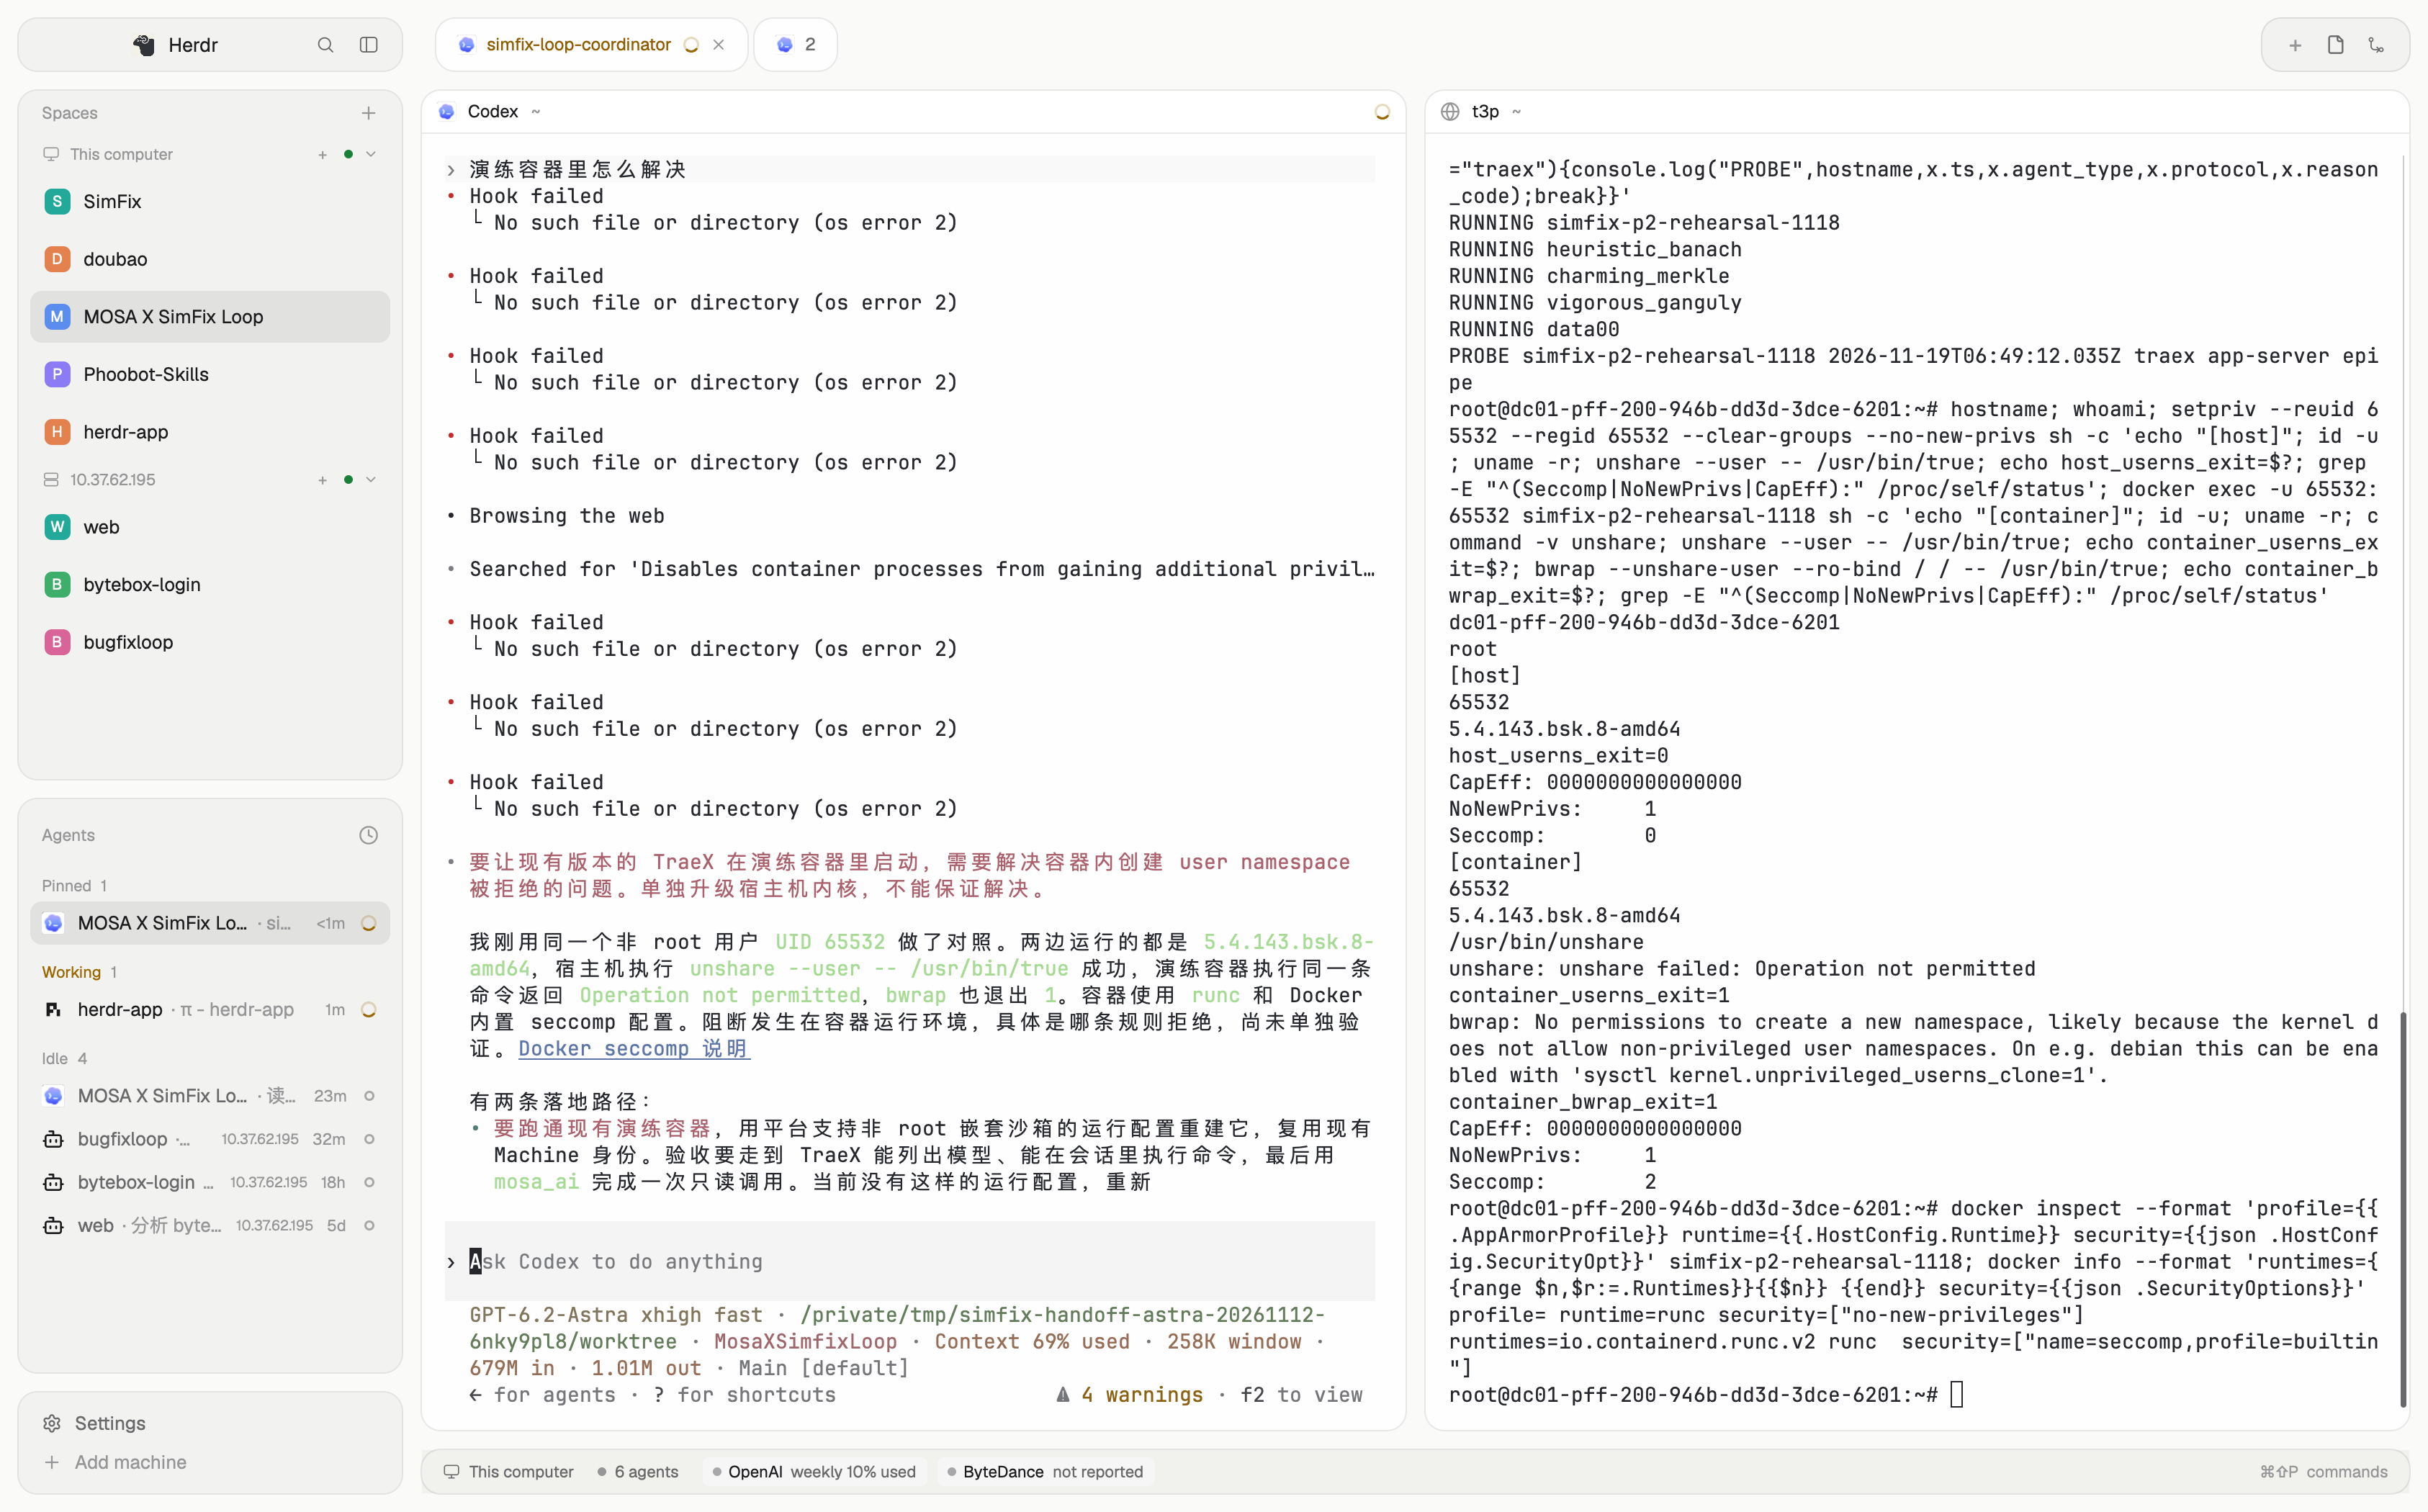 Herdr
simfix-loop-coordinator
2
Spaces
This computer
S SimFix
D doubao
M MOSA X SimFix Loop
P Phoobot-Skills
H herdr-app
10.37.62.195
W web
B bytebox-login
B bugfixloop
Agents
Pinned 1
MOSA X SimFix Lo... · si... <1m
Working 1
herdr-app · π - herdr-app 1m
Idle 4
MOSA X SimFix Lo... · 读... 23m
bugfixloop ·... 10.37.62.195 32m
bytebox-login ... 10.37.62.195 18h
web · 分析 byte... 10.37.62.195 5d
Settings
+ Add machine
Codex ~
› 演练容器里怎么解决
• Hook failed
└ No such file or directory (os error 2)
• Hook failed
└ No such file or directory (os error 2)
• Hook failed
└ No such file or directory (os error 2)
• Hook failed
└ No such file or directory (os error 2)
• Browsing the web
• Searched for 'Disables container processes from gaining additional privil…
• Hook failed
└ No such file or directory (os error 2)
• Hook failed
└ No such file or directory (os error 2)
• Hook failed
└ No such file or directory (os error 2)
• 要让现有版本的 TraeX 在演练容器里启动，需要解决容器内创建 user namespace
被拒绝的问题。单独升级宿主机内核，不能保证解决。
我刚用同一个非 root 用户 UID 65532 做了对照。两边运行的都是 5.4.143.bsk.8-
amd64，宿主机执行 unshare --user -- /usr/bin/true 成功，演练容器执行同一条
命令返回 Operation not permitted，bwrap 也退出 1。容器使用 runc 和 Docker
内置 seccomp 配置。阻断发生在容器运行环境，具体是哪条规则拒绝，尚未单独验
证。Docker seccomp 说明
有两条落地路径：
• 要跑通现有演练容器，用平台支持非 root 嵌套沙箱的运行配置重建它，复用现有
Machine 身份。验收要走到 TraeX 能列出模型、能在会话里执行命令，最后用
mosa_ai 完成一次只读调用。当前没有这样的运行配置，重新
› Ask Codex to do anything
GPT-6.2-Astra xhigh fast · /private/tmp/simfix-handoff-astra-20261112-
6nky9pl8/worktree · MosaXSimfixLoop · Context 69% used · 258K window ·
679M in · 1.01M out · Main [default]
← for agents · ? for shortcuts ⚠ 4 warnings · f2 to view
t3p ~
="traex"){console.log("PROBE",hostname,x.ts,x.agent_type,x.protocol,x.reason
_code);break}}'
RUNNING simfix-p2-rehearsal-1118
RUNNING heuristic_banach
RUNNING charming_merkle
RUNNING vigorous_ganguly
RUNNING data00
PROBE simfix-p2-rehearsal-1118 2026-11-19T06:49:12.035Z traex app-server epi
pe
root@dc01-pff-200-946b-dd3d-3dce-6201:~# hostname; whoami; setpriv --reuid 6
5532 --regid 65532 --clear-groups --no-new-privs sh -c 'echo "[host]"; id -u
; uname -r; unshare --user -- /usr/bin/true; echo host_userns_exit=$?; grep
-E "^(Seccomp|NoNewPrivs|CapEff):" /proc/self/status'; docker exec -u 65532:
65532 simfix-p2-rehearsal-1118 sh -c 'echo "[container]"; id -u; uname -r; c
ommand -v unshare; unshare --user -- /usr/bin/true; echo container_userns_ex
it=$?; bwrap --unshare-user --ro-bind / / -- /usr/bin/true; echo container_b
wrap_exit=$?; grep -E "^(Seccomp|NoNewPrivs|CapEff):" /proc/self/status'
dc01-pff-200-946b-dd3d-3dce-6201
root
[host]
65532
5.4.143.bsk.8-amd64
host_userns_exit=0
CapEff: 0000000000000000
NoNewPrivs: 1
Seccomp: 0
[container]
65532
5.4.143.bsk.8-amd64
/usr/bin/unshare
unshare: unshare failed: Operation not permitted
container_userns_exit=1
bwrap: No permissions to create a new namespace, likely because the kernel d
oes not allow non-privileged user namespaces. On e.g. debian this can be ena
bled with 'sysctl kernel.unprivileged_userns_clone=1'.
container_bwrap_exit=1
CapEff: 0000000000000000
NoNewPrivs: 1
Seccomp: 2
root@dc01-pff-200-946b-dd3d-3dce-6201:~# docker inspect --format 'profile={{
.AppArmorProfile}} runtime={{.HostConfig.Runtime}} security={{json .HostConf
ig.SecurityOpt}}' simfix-p2-rehearsal-1118; docker info --format 'runtimes={
{range $n,$r:=.Runtimes}}{{$n}} {{end}} security={{json .SecurityOptions}}'
profile= runtime=runc security=["no-new-privileges"]
runtimes=io.containerd.runc.v2 runc security=["name=seccomp,profile=builtin
"]
root@dc01-pff-200-946b-dd3d-3dce-6201:~#
This computer • 6 agents • OpenAI weekly 10% used • ByteDance not reported
⌘⇧P commands